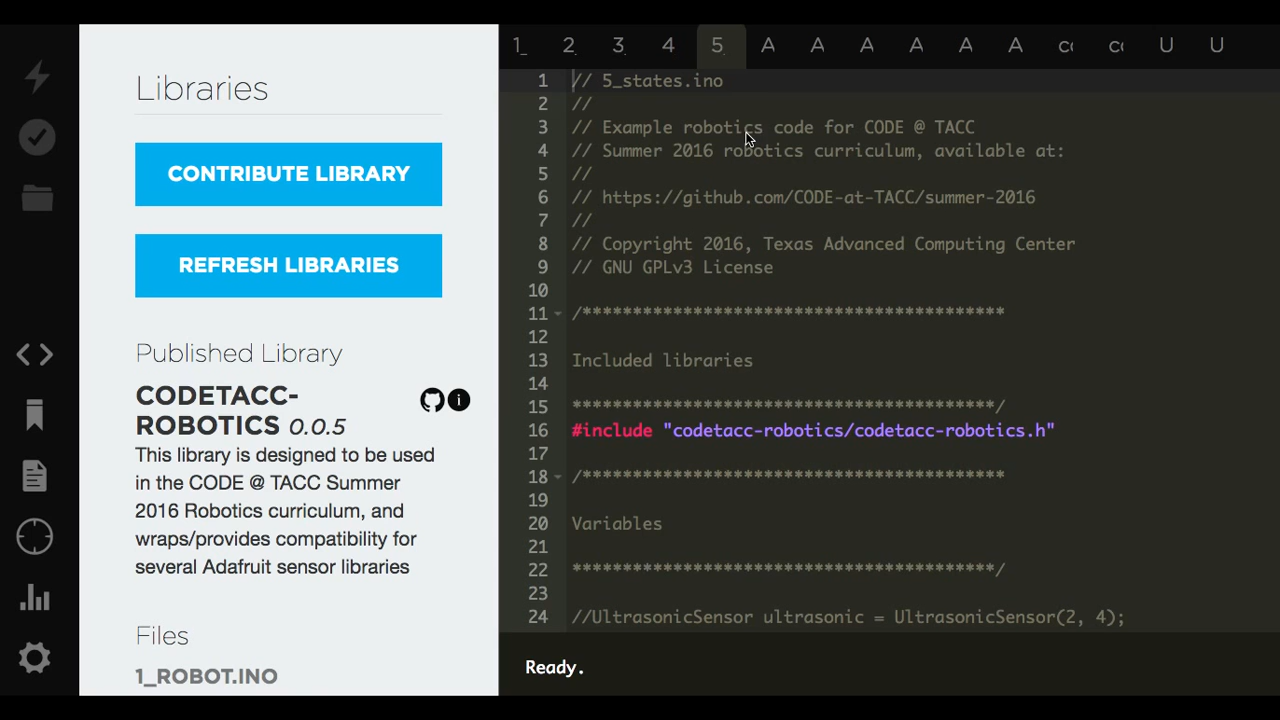 Libraries
CONTRIBUTE LIBRARY
REFRESH LIBRARIES
Published Library
CODETACC-
ROBOTICS 0.0.5
This library is designed to be used
in the CODE @ TACC Summer
2016 Robotics curriculum, and
wraps/provides compatibility for
several Adafruit sensor libraries
Files
1_ROBOT.INO
1_ 2. 3. 4 5. A A A A A A co co U U
1 // 5_states.ino
2 //
3 // Example robotics code for CODE @ TACC
4 // Summer 2016 robotics curriculum, available at:
5 //
6 // https://github.com/CODE-at-TACC/summer-2016
7 //
8 // Copyright 2016, Texas Advanced Computing Center
9 // GNU GPLv3 License
10
11 /******************************************
12
13 Included libraries
14
15 ******************************************/
16 #include "codetacc-robotics/codetacc-robotics.h"
17
18 /******************************************
19
20 Variables
21
22 ******************************************/
23
24 //UltrasonicSensor ultrasonic = UltrasonicSensor(2, 4);
Ready.